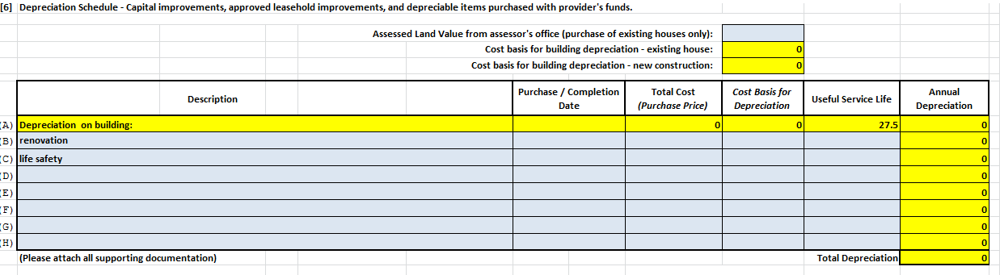 [6] Depreciation Schedule - Capital improvements, approved leasehold improvements, and depreciable items purchased with provider's funds.
Assessed Land Value from assessor's office (purchase of existing houses only):
Cost basis for building depreciation - existing house: 0
Cost basis for building depreciation - new construction: 0
Description Purchase / Completion Date Total Cost (Purchase Price) Cost Basis for Depreciation Useful Service Life Annual Depreciation
(A) Depreciation on building: 0 0 27.5 0
(B) renovation 0
(C) life safety 0
(D) 0
(E) 0
(F) 0
(G) 0
(H) 0
(Please attach all supporting documentation) Total Depreciation 0